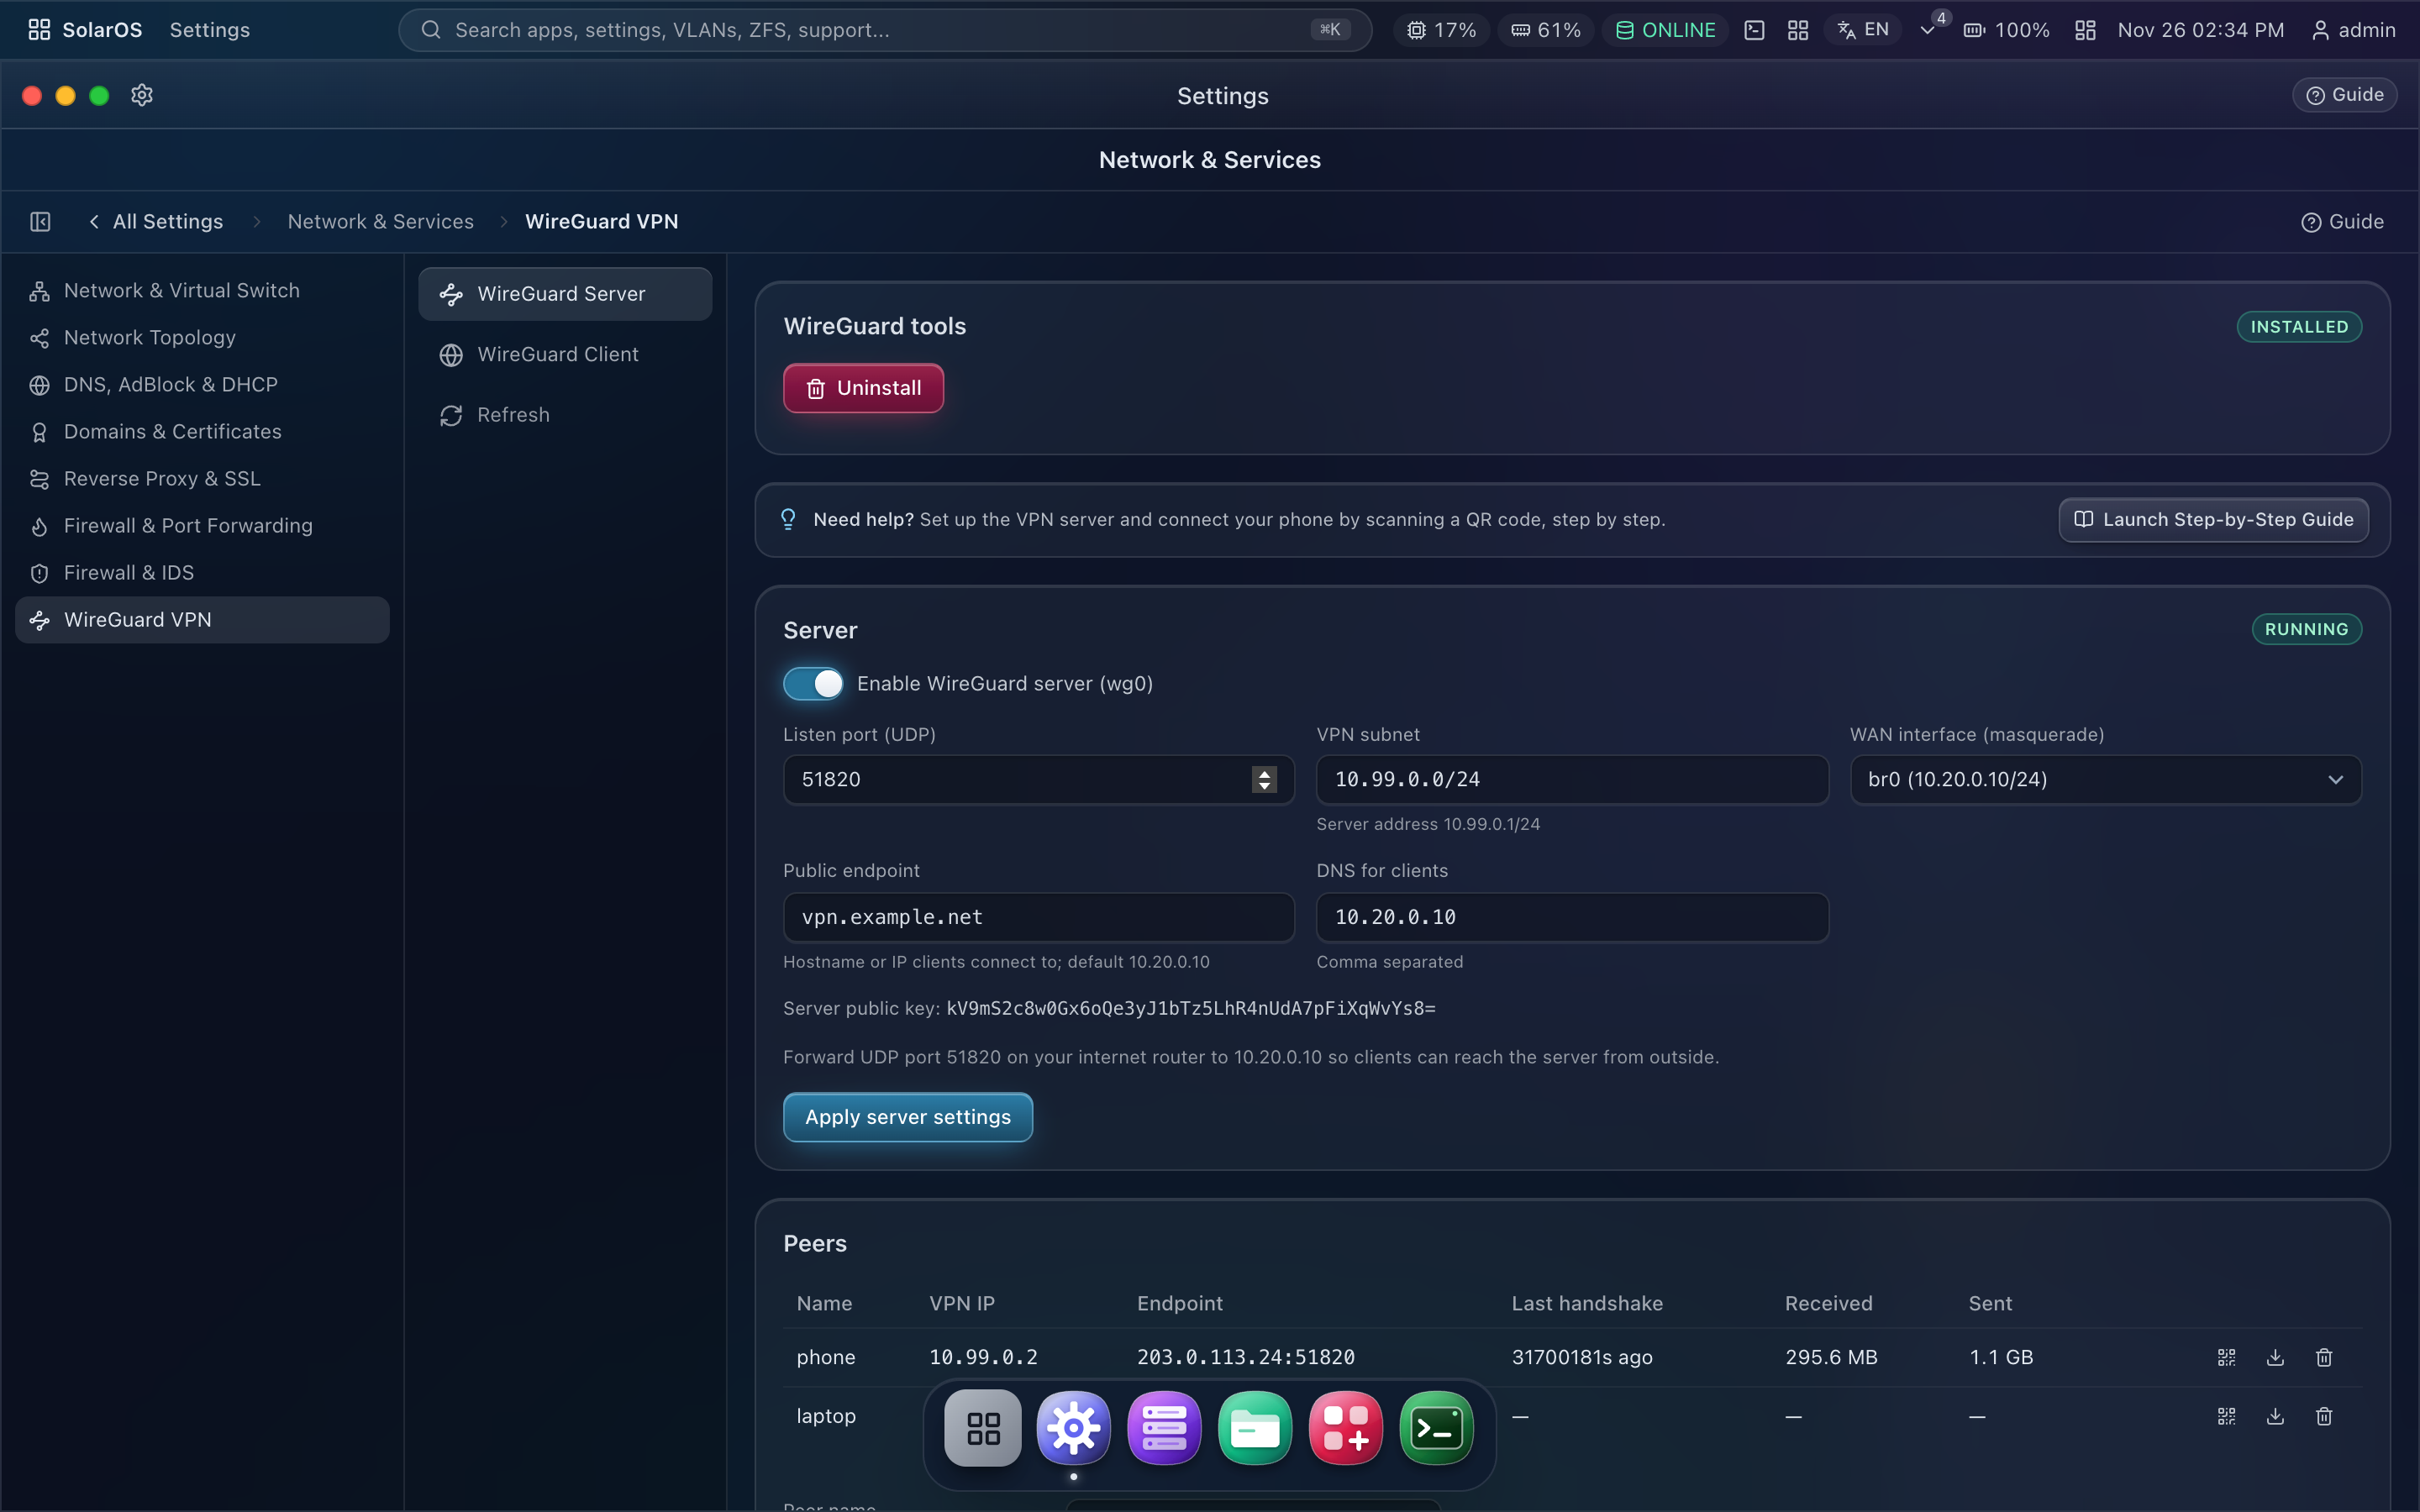 SolarOS Settings Search apps, settings, VLANs, ZFS, support... ⌘K 17% 61% ONLINE EN 4 100% Nov 26 02:34 PM admin
Settings Guide
Network & Services
All Settings Network & Services WireGuard VPN Guide
Network & Virtual Switch
Network Topology
DNS, AdBlock & DHCP
Domains & Certificates
Reverse Proxy & SSL
Firewall & Port Forwarding
Firewall & IDS
WireGuard VPN
WireGuard Server
WireGuard Client
Refresh
WireGuard tools INSTALLED
Uninstall
Need help? Set up the VPN server and connect your phone by scanning a QR code, step by step. Launch Step-by-Step Guide
Server RUNNING
Enable WireGuard server (wg0)
Listen port (UDP) VPN subnet WAN interface (masquerade)
51820 10.99.0.0/24 br0 (10.20.0.10/24)
Server address 10.99.0.1/24
Public endpoint DNS for clients
vpn.example.net 10.20.0.10
Hostname or IP clients connect to; default 10.20.0.10 Comma separated
Server public key: kV9mS2c8w0Gx6oQe3yJ1bTz5LhR4nUdA7pFiXqWvYs8=
Forward UDP port 51820 on your internet router to 10.20.0.10 so clients can reach the server from outside.
Apply server settings
Peers
Name VPN IP Endpoint Last handshake Received Sent
phone 10.99.0.2 203.0.113.24:51820 31700181s ago 295.6 MB 1.1 GB
laptop — — —